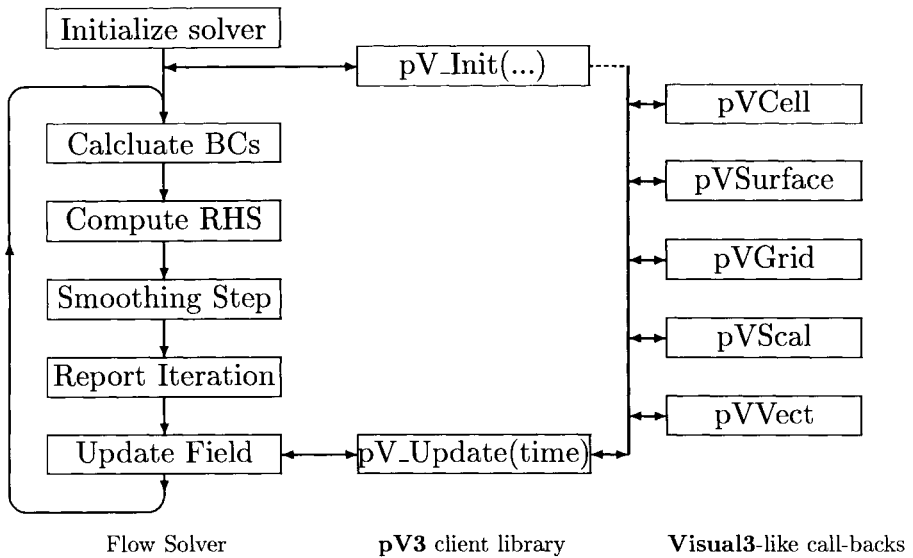 Initialize solver
pV_Init(...)
pVCell
Calcluate BCs
pVSurface
Compute RHS
pVGrid
Smoothing Step
pVScal
Report Iteration
pVVect
Update Field
pV_Update(time)
Flow Solver
pV3 client library
Visual3-like call-backs